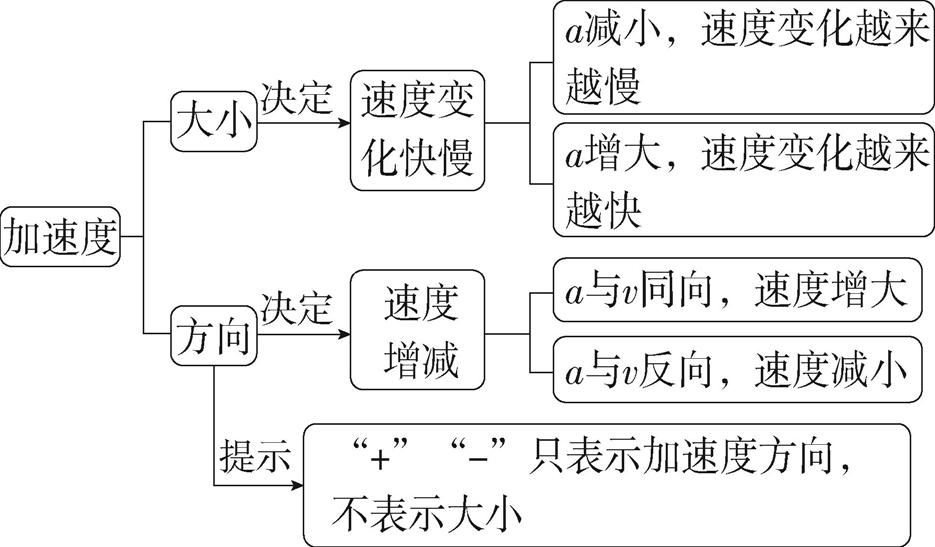 加速度
大小
决定
速度变
化快慢
a减小，速度变化越来
越慢
a增大，速度变化越来
越快
方向
决定
速度
增减
a与v同向，速度增大
a与v反向，速度减小
提示
“+”“-”只表示加速度方向，
不表示大小